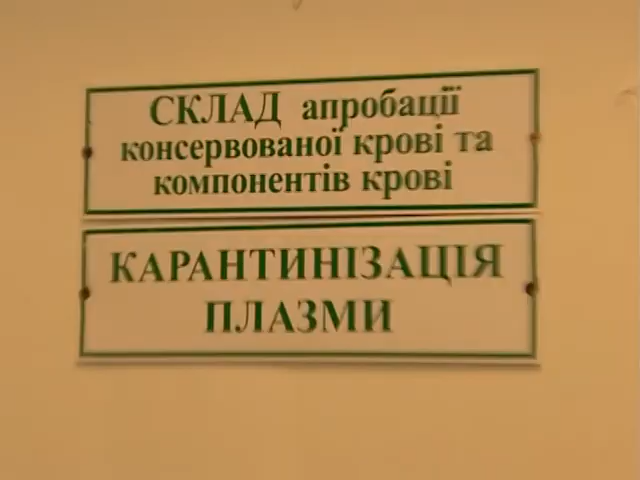 СКЛАД апробації
консервованої крові та
компонентів крові
КАРАНТИНІЗАЦІЯ
ПЛАЗМИ